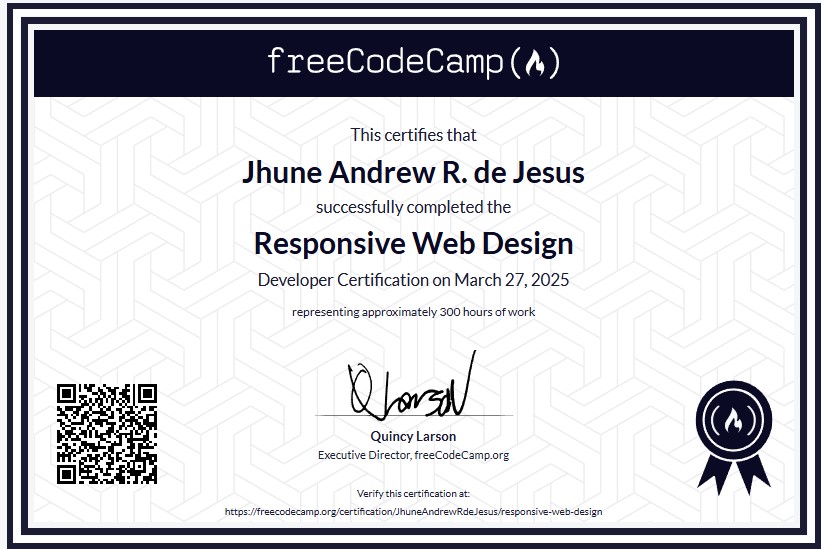 freeCodeCamp
This certifies that
Jhune Andrew R. de Jesus
successfully completed the
Responsive Web Design
Developer Certification on March 27, 2025
representing approximately 300 hours of work
Q Larson
Quincy Larson
Executive Director, freeCodeCamp.org
Verify this certification at:
https://freecodecamp.org/certification/JhuneAndrewRdeJesus/responsive-web-design